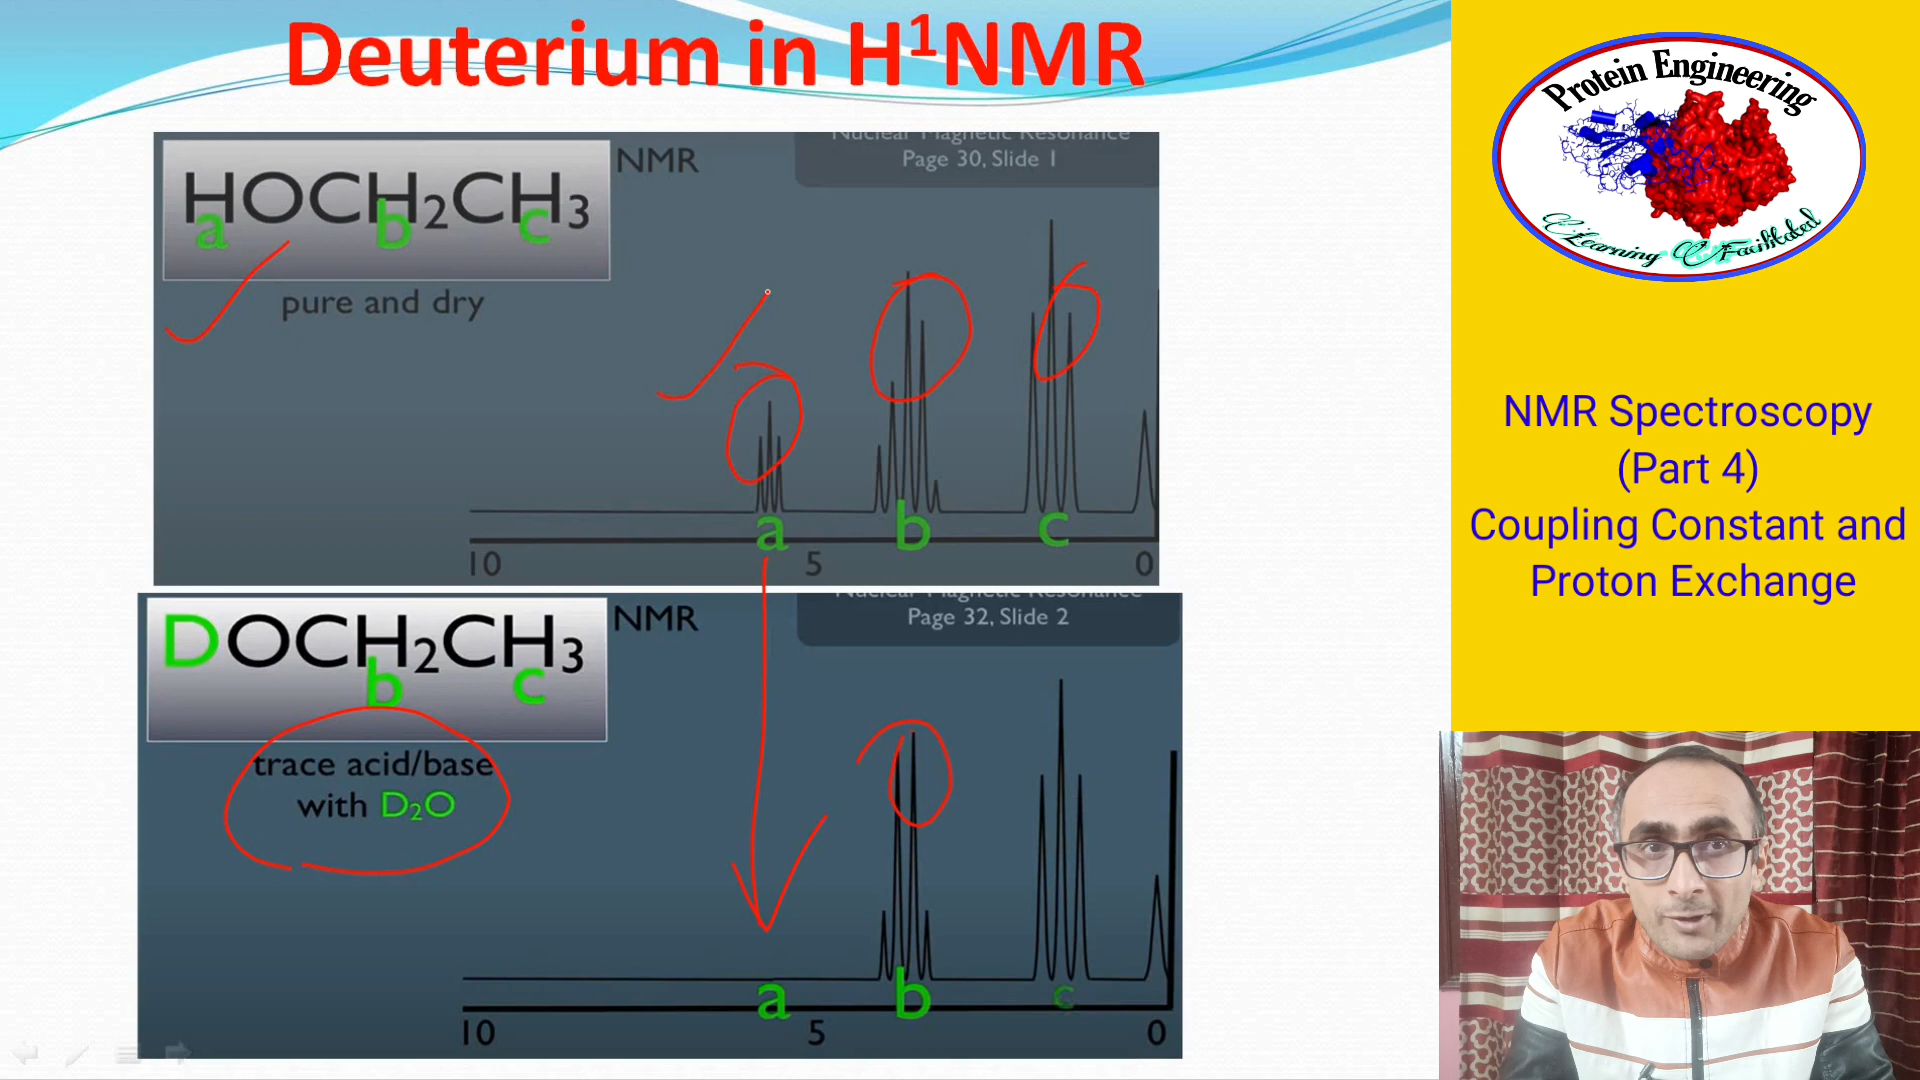 Deuterium in H¹NMR
HOCH₂CH₃
a b c
NMR
Nuclear Magnetic Resonance
Page 30, Slide 1
pure and dry
a b c
10 5 0
DOCH₂CH₃
b c
NMR
Nuclear Magnetic Resonance
Page 32, Slide 2
trace acid/base
with D₂O
a b c
10 5 0
Protein Engineering
eLearning Facilitated
NMR Spectroscopy
(Part 4)
Coupling Constant and
Proton Exchange